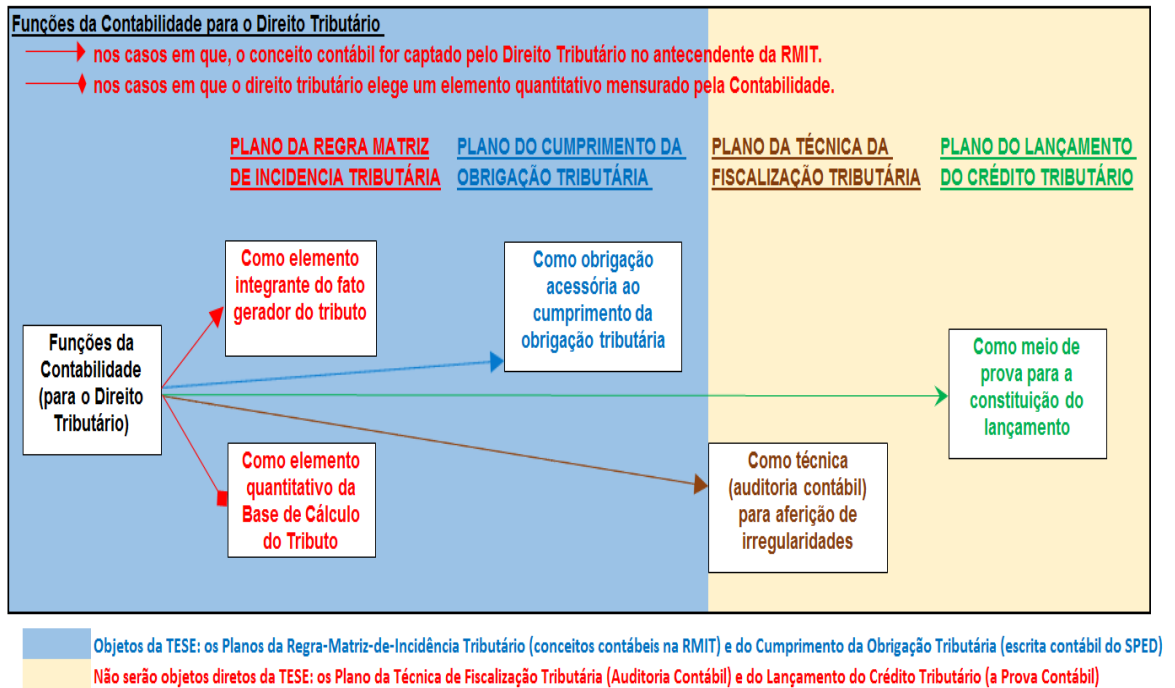 Funções da Contabilidade para o Direito Tributário
nos casos em que, o conceito contábil for captado pelo Direito Tributário no antecedente da RMIT.
nos casos em que o direito tributário elege um elemento quantitativo mensurado pela Contabilidade.
PLANO DA REGRA MATRIZ
DE INCIDENCIA TRIBUTÁRIA
PLANO DO CUMPRIMENTO DA
OBRIGAÇÃO TRIBUTÁRIA
PLANO DA TÉCNICA DA
FISCALIZAÇÃO TRIBUTÁRIA
PLANO DO LANÇAMENTO
DO CRÉDITO TRIBUTÁRIO
Como elemento
integrante do fato
gerador do tributo
Como obrigação
acessória ao
cumprimento da
obrigação tributária
Funções da
Contabilidade
(para o Direito
Tributário)
Como meio de
prova para a
constituição do
lançamento
Como elemento
quantitativo da
Base de Cálculo
do Tributo
Como técnica
(auditoria contábil)
para aferição de
irregularidades
Objetos da TESE: os Planos da Regra-Matriz-de-Incidência Tributário (conceitos contábeis na RMIT) e do Cumprimento da Obrigação Tributária (escrita contábil do SPED)
Não serão objetos diretos da TESE: os Plano da Técnica de Fiscalização Tributária (Auditoria Contábil) e do Lançamento do Crédito Tributário (a Prova Contábil)